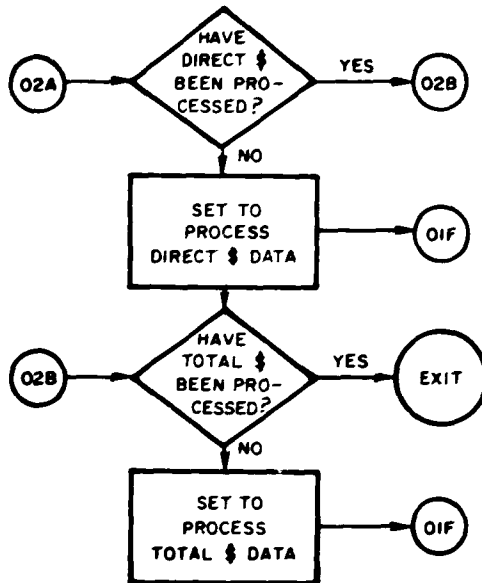 HAVE
DIRECT $
BEEN PRO-
CESSED?
02A
YES
02B
NO
SET TO
PROCESS
DIRECT $ DATA
01F
HAVE
TOTAL $
BEEN PRO-
CESSED?
02B
YES
EXIT
NO
SET TO
PROCESS
TOTAL $ DATA
01F